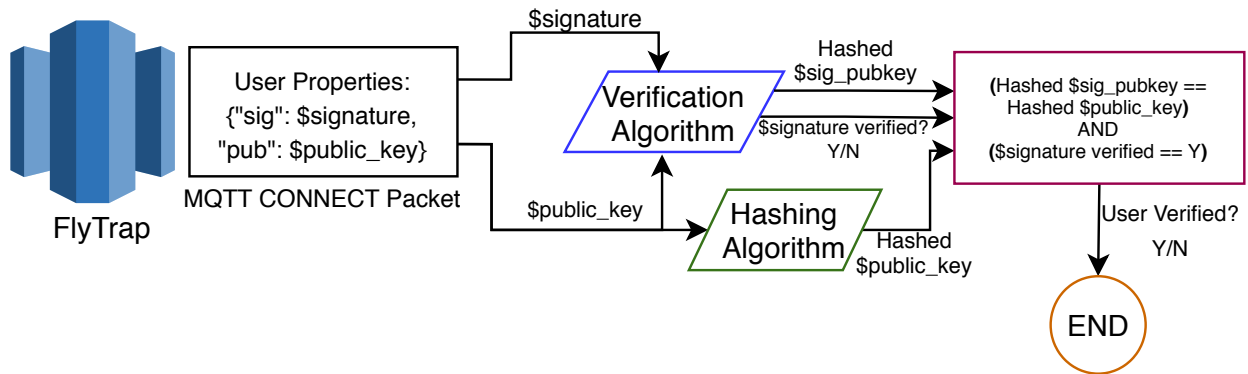 $signature
User Properties:
{"sig": $signature,
"pub": $public_key}
MQTT CONNECT Packet
FlyTrap
$public_key
Verification
Algorithm
Hashing
Algorithm
Hashed
$sig_pubkey
$signature verified?
Y/N
Hashed
$public_key
(Hashed $sig_pubkey ==
Hashed $public_key)
AND
($signature verified == Y)
User Verified?
Y/N
END